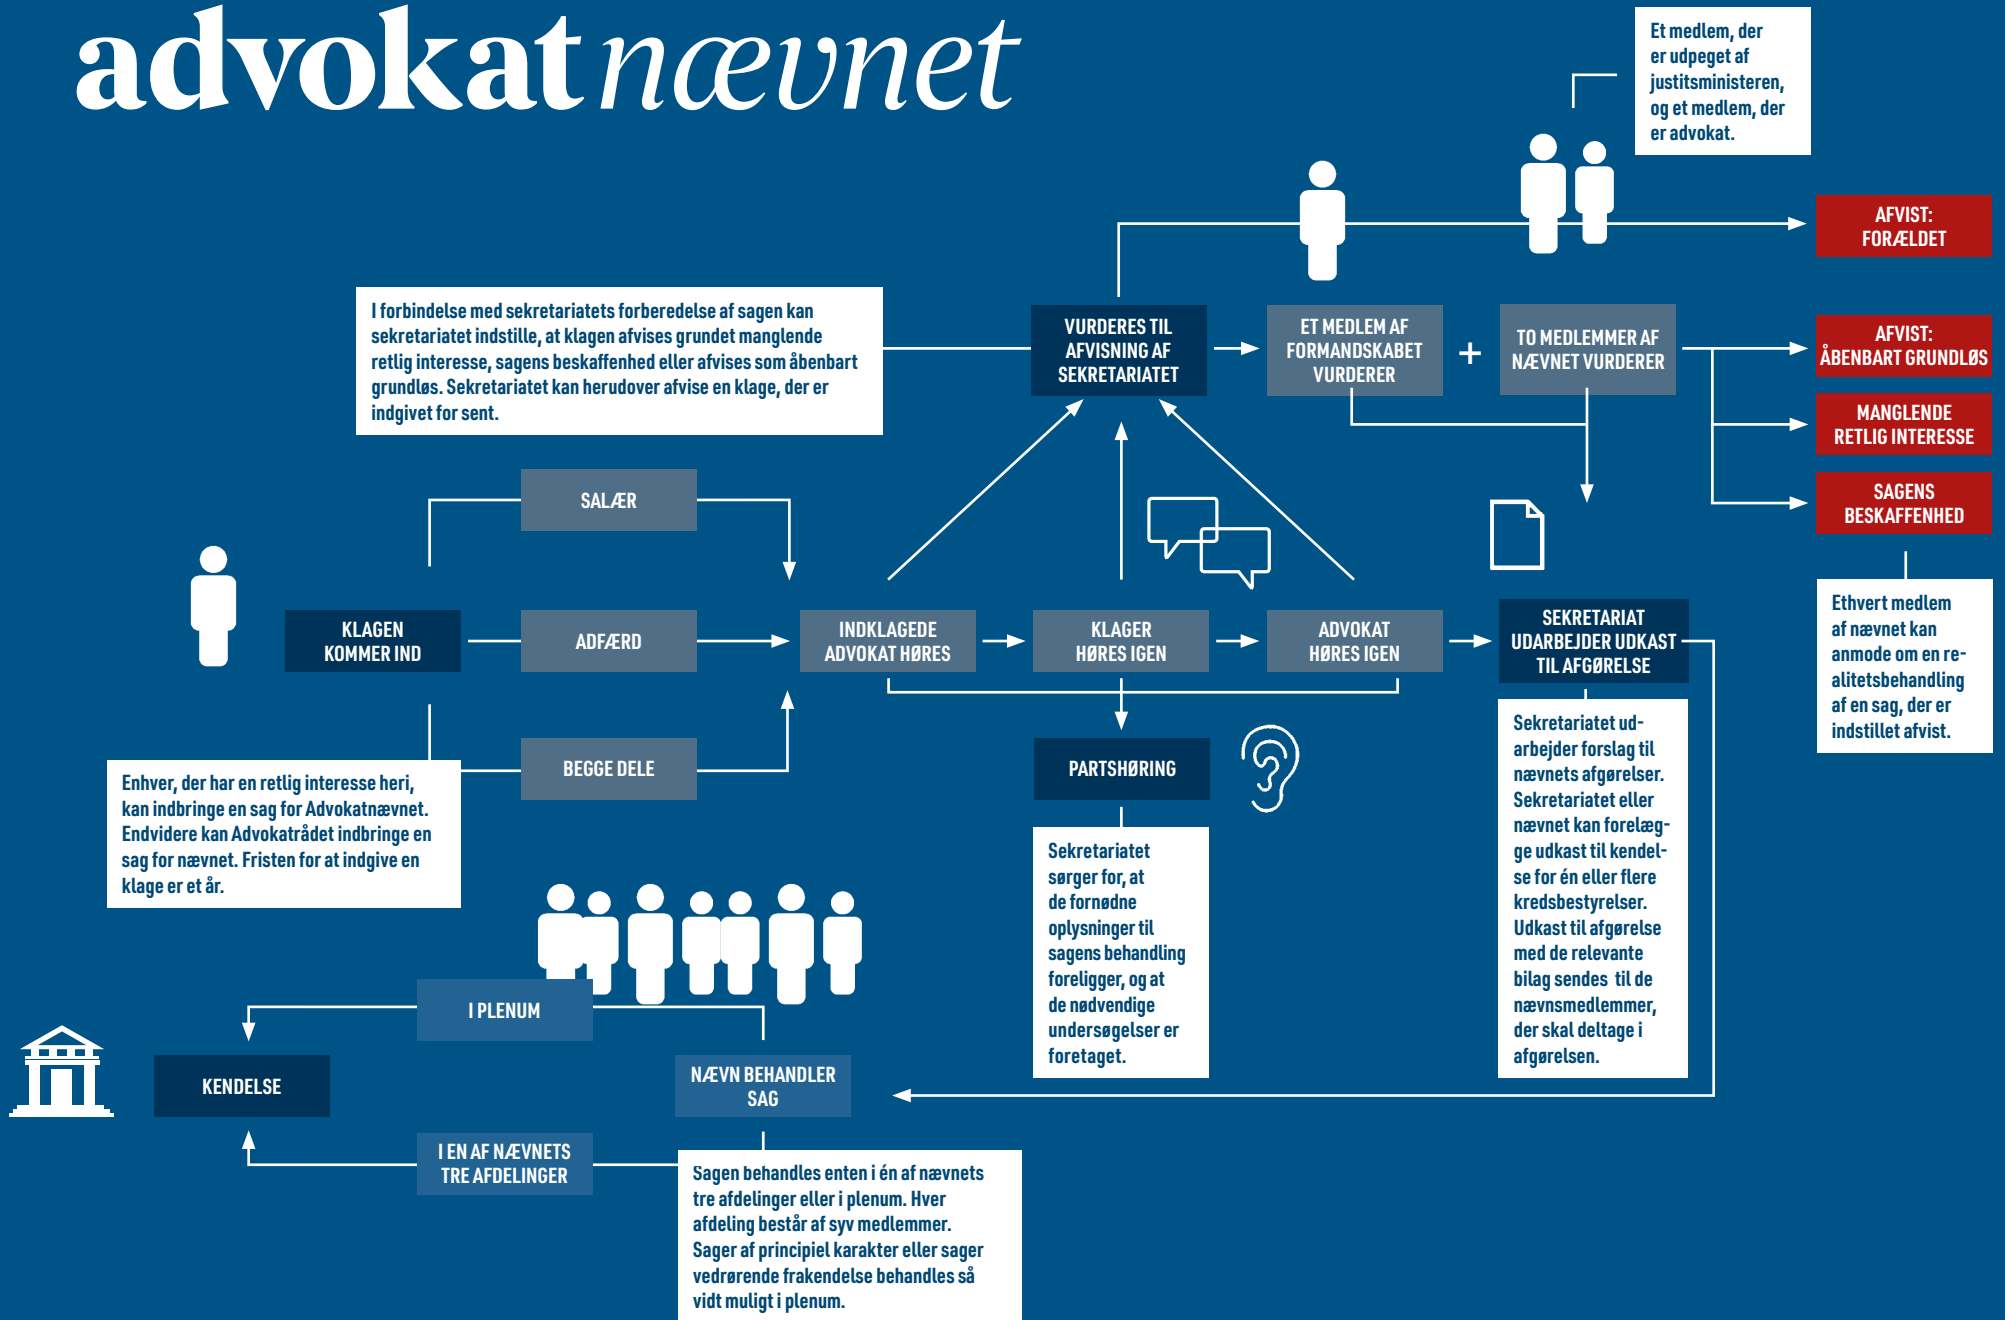 advokatnævnet
Et medlem, der
er udpeget af
justitsministeren,
og et medlem, der
er advokat.
AFVIST:
FORÆLDET
I forbindelse med sekretariatets forberedelse af sagen kan
sekretariatet indstille, at klagen afvises grundet manglende
retlig interesse, sagens beskaffenhed eller afvises som åbenbart
grundløs. Sekretariatet kan herudover afvise en klage, der er
indgivet for sent.
VURDERES TIL
AFVISNING AF
SEKRETARIATET
ET MEDLEM AF
FORMANDSKABET
VURDERER
+
TO MEDLEMMER AF
NÆVNET VURDERER
AFVIST:
ÅBENBART GRUNDLØS
MANGLENDE
RETLIG INTERESSE
SAGENS
BESKAFFENHED
Ethvert medlem
af nævnet kan
anmode om en re-
alitetsbehandling
af en sag, der er
indstillet afvist.
SALÆR
KLAGEN
KOMMER IND
ADFÆRD
BEGGE DELE
INDKLAGEDE
ADVOKAT HØRES
KLAGER
HØRES IGEN
ADVOKAT
HØRES IGEN
SEKRETARIAT
UDARBEJDER UDKAST
TIL AFGØRELSE
Enhver, der har en retlig interesse heri,
kan indbringe en sag for Advokatnævnet.
Endvidere kan Advokatrådet indbringe en
sag for nævnet. Fristen for at indgive en
klage er et år.
PARTSHØRING
Sekretariatet
sørger for, at
de fornødne
oplysninger til
sagens behandling
foreligger, og at
de nødvendige
undersøgelser er
foretaget.
Sekretariatet ud-
arbejder forslag til
nævnets afgørelser.
Sekretariatet eller
nævnet kan forelæg-
ge udkast til kendel-
se for én eller flere
kredsbestyrelser.
Udkast til afgørelse
med de relevante
bilag sendes til de
nævnsmedlemmer,
der skal deltage i
afgørelsen.
I PLENUM
KENDELSE
NÆVN BEHANDLER
SAG
I EN AF NÆVNETS
TRE AFDELINGER
Sagen behandles enten i én af nævnets
tre afdelinger eller i plenum. Hver
afdeling består af syv medlemmer.
Sager af principiel karakter eller sager
vedrørende frakendelse behandles så
vidt muligt i plenum.